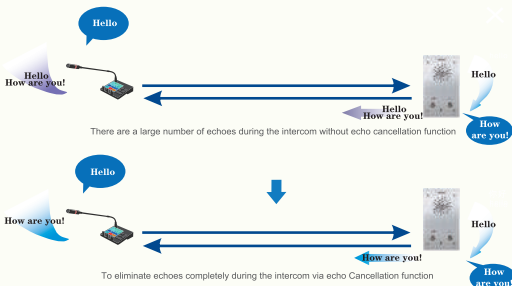 Hello
Hello
How are you!
Hello
Hello
How are you!
How
are you!
There are a large number of echoes during the intercom without echo cancellation function
Hello
How are you!
Hello
How are you!
How
are you!
To eliminate echoes completely during the intercom via echo Cancellation function